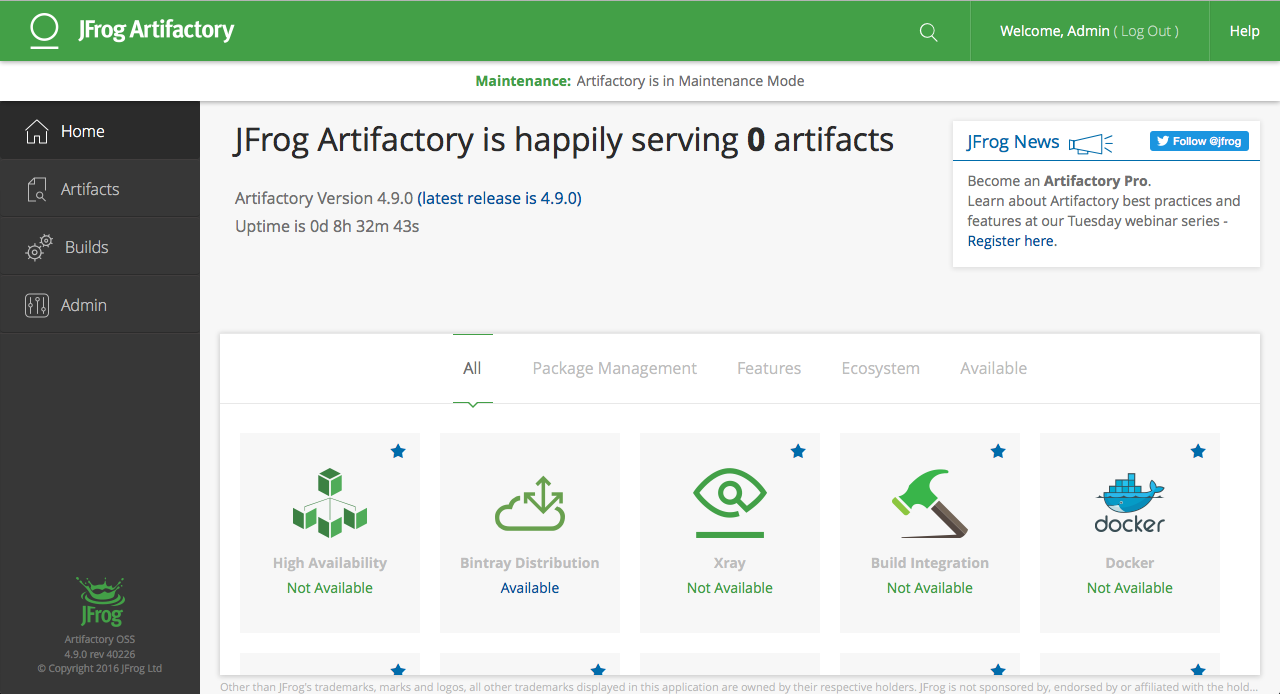 JFrog Artifactory
Welcome, Admin ( Log Out )
Help
Maintenance: Artifactory is in Maintenance Mode
Home
Artifacts
Builds
Admin
JFrog
Artifactory OSS
4.9.0 rev 40226
© Copyright 2016 JFrog Ltd
JFrog Artifactory is happily serving 0 artifacts
Artifactory Version 4.9.0 (latest release is 4.9.0)
Uptime is 0d 8h 32m 43s
JFrog News
Follow @jfrog
Become an Artifactory Pro.
Learn about Artifactory best practices and
features at our Tuesday webinar series -
Register here.
All
Package Management
Features
Ecosystem
Available
High Availability
Not Available
Bintray Distribution
Available
Xray
Not Available
Build Integration
Not Available
docker
Docker
Not Available
Other than JFrog's trademarks, marks and logos, all other trademarks displayed in this application are owned by their respective holders. JFrog is not sponsored by, endorsed by or affiliated with the hold...